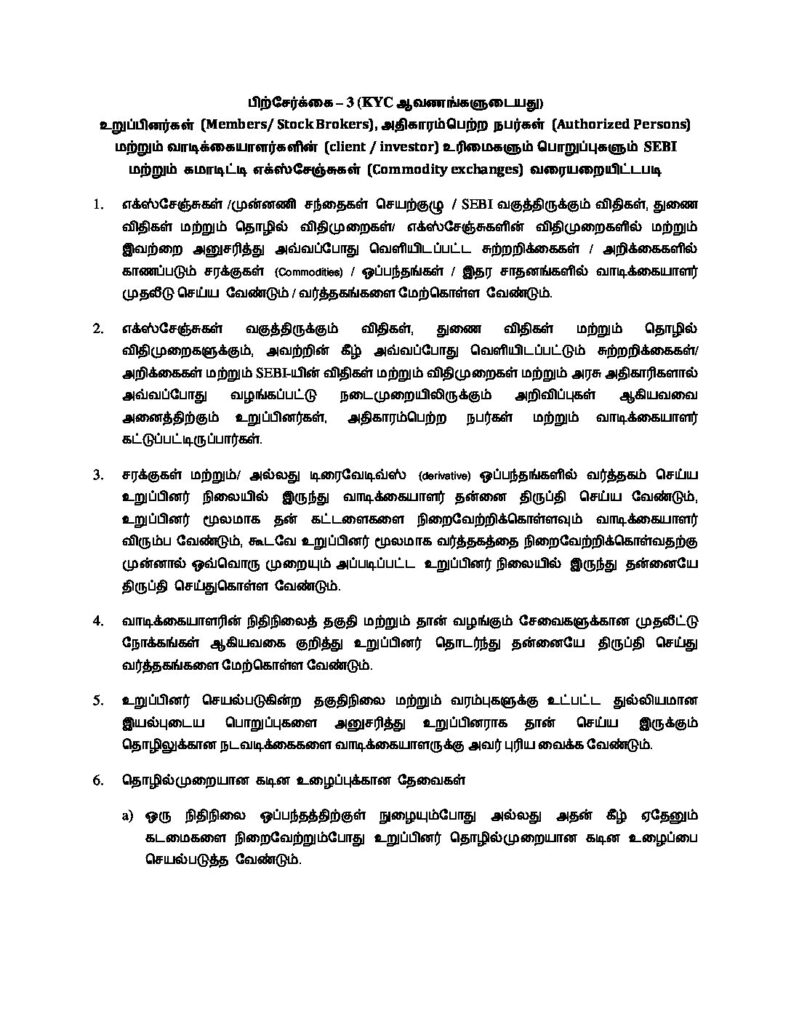 பிற்சேர்க்கை – 3 (KYC ஆவணங்களுடையது)
உறுப்பினர்கள் (Members/ Stock Brokers), அதிகாரம்பெற்ற நபர்கள் (Authorized Persons)
மற்றும் வாடிக்கையாளர்களின் (client / investor) உரிமைகளும் பொறுப்புகளும் SEBI
மற்றும் கமாடிட்டி எக்ஸ்சேஞ்சுகள் (Commodity exchanges) வரையறையிட்டபடி
1. எக்ஸ்சேஞ்சுகள் /முன்னணி சந்தைகள் செயற்குழு / SEBI வகுத்திருக்கும் விதிகள், துணை
விதிகள் மற்றும் தொழில் விதிமுறைகள்/ எக்ஸ்சேஞ்சுகளின் விதிமுறைகளில் மற்றும்
இவற்றை அனுசரித்து அவ்வப்போது வெளியிடப்பட்ட சுற்றறிக்கைகள் / அறிக்கைகளில்
காணப்படும் சரக்குகள் (Commodities) / ஒப்பந்தங்கள் / இதர சாதனங்களில் வாடிக்கையாளர்
முதலீடு செய்ய வேண்டும் / வர்த்தகங்களை மேற்கொள்ள வேண்டும்.
2. எக்ஸ்சேஞ்சுகள் வகுத்திருக்கும் விதிகள், துணை விதிகள் மற்றும் தொழில்
விதிமுறைகளுக்கும், அவற்றின் கீழ் அவ்வப்போது வெளியிடப்பட்டும் சுற்றறிக்கைகள்/
அறிக்கைகள் மற்றும் SEBI-யின் விதிகள் மற்றும் விதிமுறைகள் மற்றும் அரசு அதிகாரிகளால்
அவ்வப்போது வழங்கப்பட்டு நடைமுறையிலிருக்கும் அறிவிப்புகள் ஆகியவவை
அனைத்திற்கும் உறுப்பினர்கள், அதிகாரம்பெற்ற நபர்கள் மற்றும் வாடிக்கையாளர்
கட்டுப்பட்டிருப்பார்கள்.
3. சரக்குகள் மற்றும்/ அல்லது டிரைவேடிவ்ஸ் (derivative) ஒப்பந்தங்களில் வர்த்தகம் செய்ய
உறுப்பினர் நிலையில் இருந்து வாடிக்கையாளர் தன்னை திருப்தி செய்ய வேண்டும்,
உறுப்பினர் மூலமாக தன் கட்டளைகளை நிறைவேற்றிக்கொள்ளவும் வாடிக்கையாளர்
விரும்ப வேண்டும், கூடவே உறுப்பினர் மூலமாக வர்த்தகத்தை நிறைவேற்றிக்கொள்வதற்கு
முன்னால் ஒவ்வொரு முறையும் அப்படிப்பட்ட உறுப்பினர் நிலையில் இருந்து தன்னையே
திருப்தி செய்துகொள்ள வேண்டும்.
4. வாடிக்கையாளரின் நிதிநிலைத் தகுதி மற்றும் தான் வழங்கும் சேவைகளுக்கான முதலீட்டு
நோக்கங்கள் ஆகியவகை குறித்து உறுப்பினர் தொடர்ந்து தன்னையே திருப்தி செய்து
வர்த்தகங்களை மேற்கொள்ள வேண்டும்.
5. உறுப்பினர் செயல்படுகின்ற தகுதிநிலை மற்றும் வரம்புகளுக்கு உட்பட்ட துல்லியமான
இயல்புடைய பொறுப்புகளை அனுசரித்து உறுப்பினராக தான் செய்ய இருக்கும்
தொழிலுக்கான நடவடிக்கைகளை வாடிக்கையாளருக்கு அவர் புரிய வைக்க வேண்டும்.
6. தொழில்முறையான கடின உழைப்புக்கான தேவைகள்
a) ஒரு நிதிநிலை ஒப்பந்தத்திற்குள் நுழையும்போது அல்லது அதன் கீழ் ஏதேனும்
கடமைகளை நிறைவேற்றும்போது உறுப்பினர் தொழில்முறையான கடின உழைப்பை
செயல்படுத்த வேண்டும்.